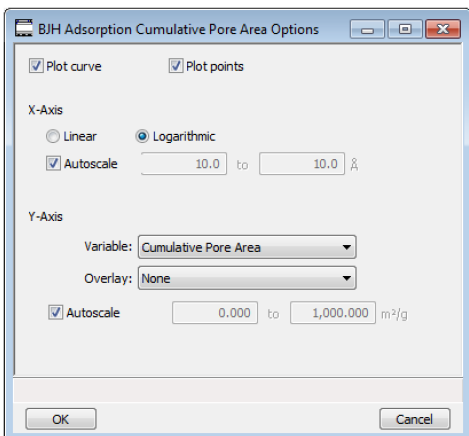 BJH Adsorption Cumulative Pore Area Options
Plot curve Plot points
X-Axis
Linear Logarithmic
Autoscale 10.0 to 10.0 Å
Y-Axis
Variable: Cumulative Pore Area
Overlay: None
Autoscale 0.000 to 1,000.000 m²/g
OK Cancel